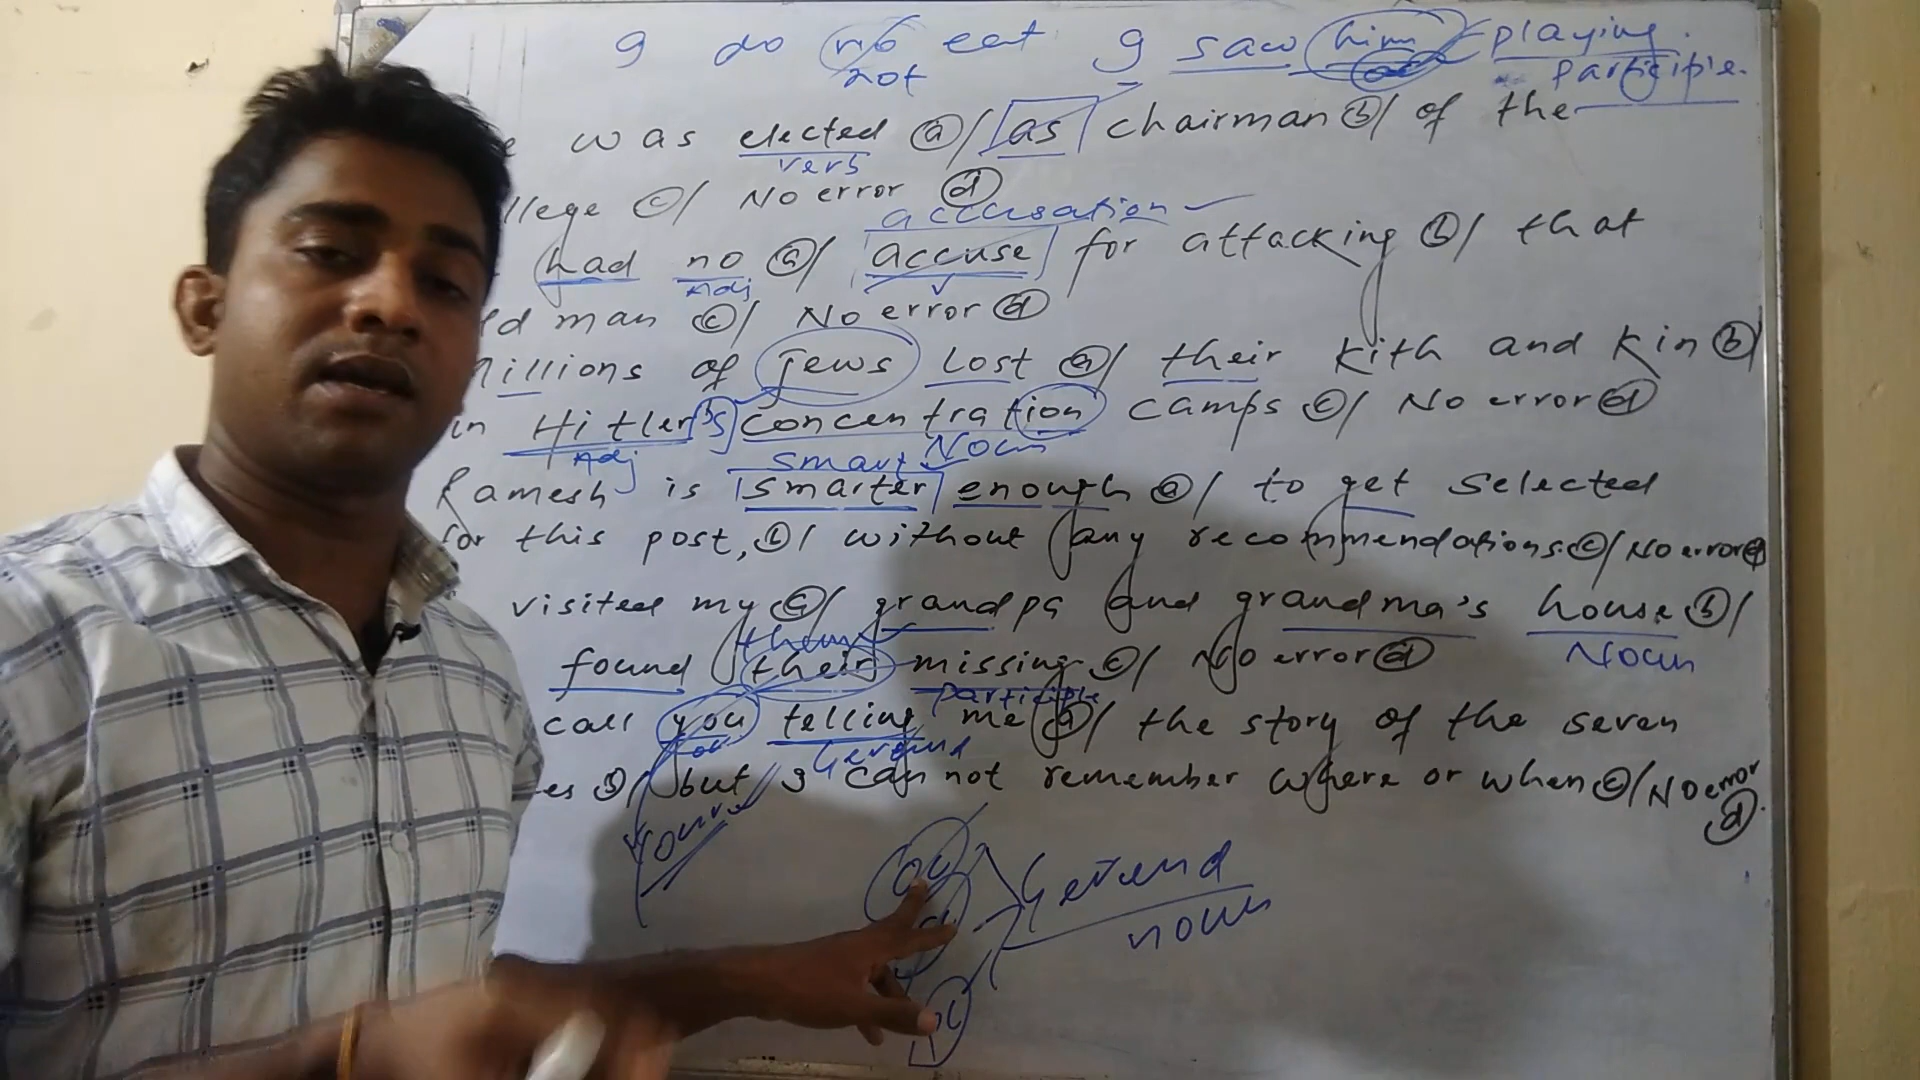 I do no eat I saw him playing.
not participle.
was elected (a)/ as chairman (b)/ of the
verb
llege (c)/ No error (d)
accusation
had no (a)/ accuse for attacking (b)/ that
Adj
ld man (c)/ No error (d)
Millions of Jews lost (a)/ their kith and kin (b)/
in Hitler's concentration camps (c)/ No error (d)
Adj smart Noun
Ramesh is smarter enough (a)/ to get selected
for this post, (b)/ without any recommendations. (c)/ No error (d)
visited my (a)/ grandpa and grandma's house (b)/
them Noun
found their missing (c)/ No error (d)
participle
call you telling me (a)/ the story of the seven
Gerund
es (b)/ but I can not remember where or when (c)/ No error (d).
your
Gerund
noun